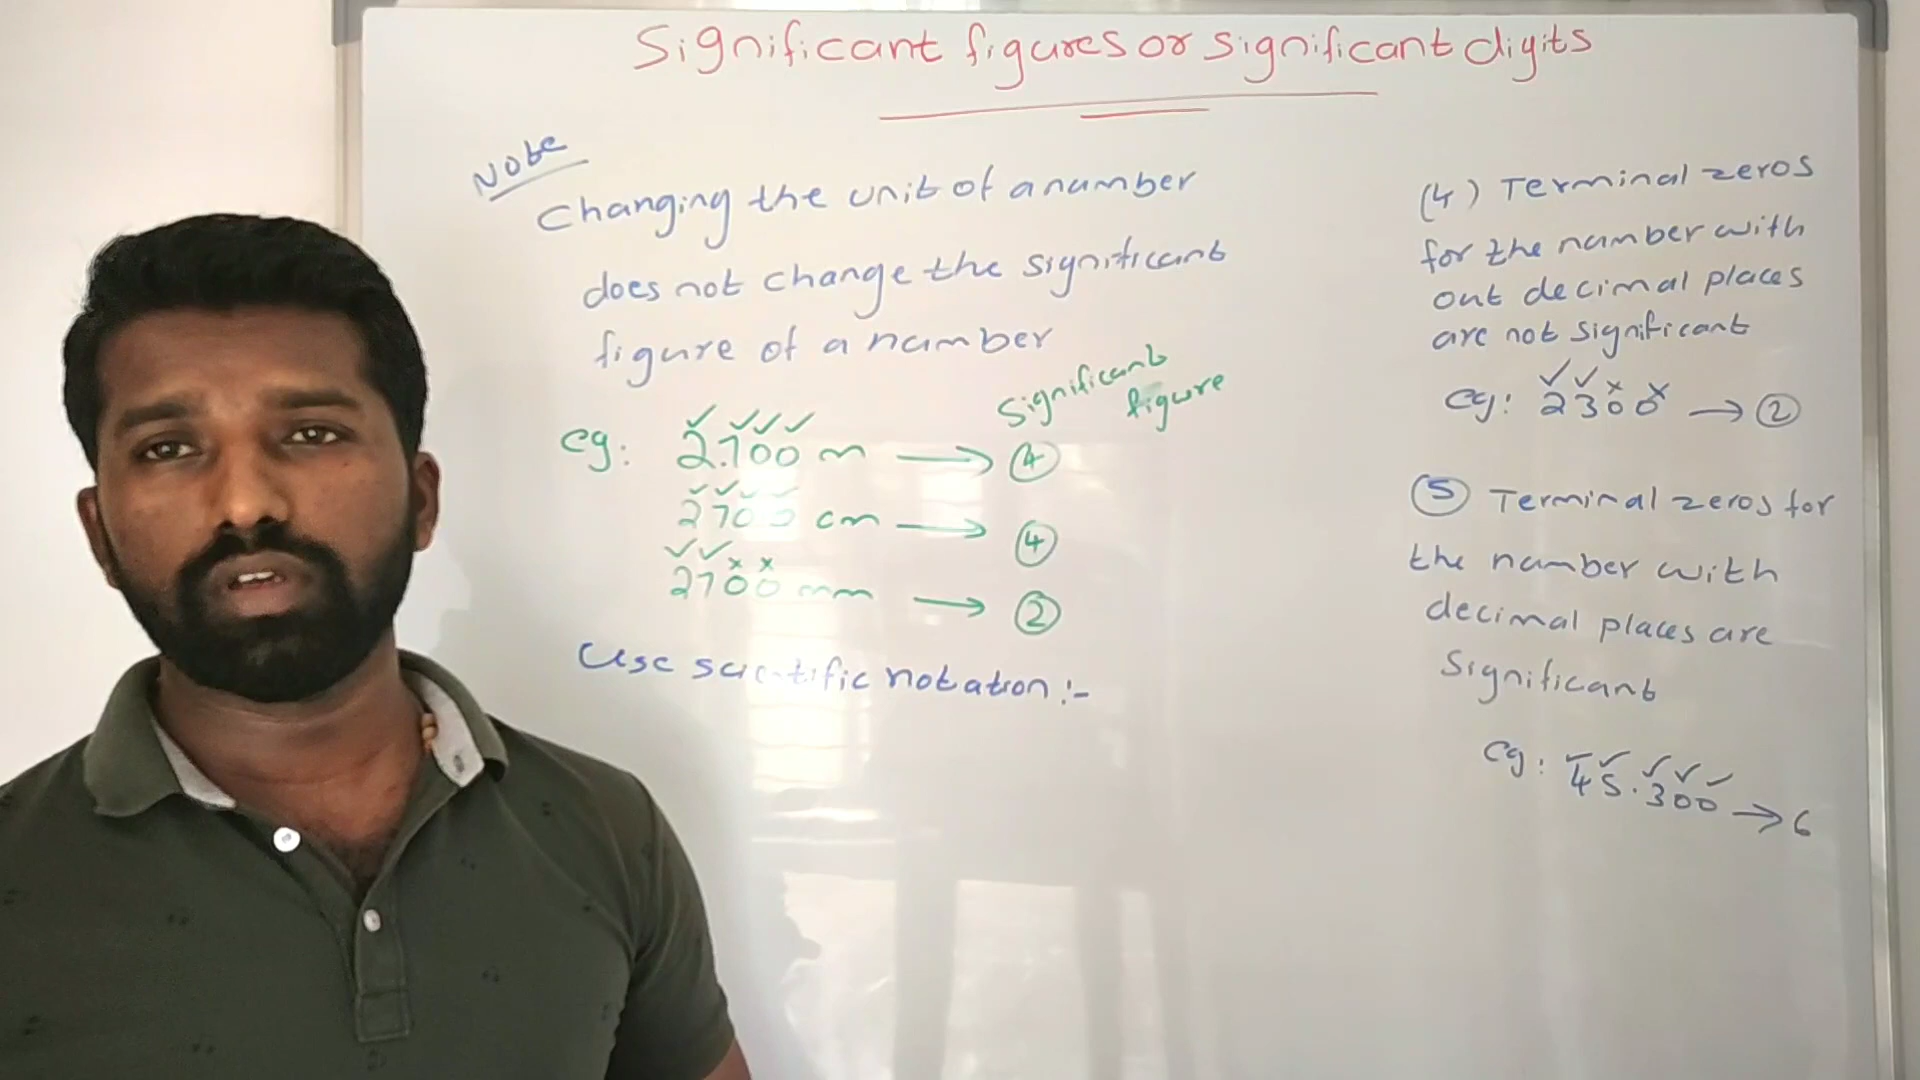 Significant figures or significant digits
Note
Changing the unit of a number
does not change the significant
figure of a number
Significant
figure
eg: 2.700 m → 4
2700 cm → 4
2700 mm → 2
Use scientific notation :-
(4) Terminal zeros
for the number with
out decimal places
are not significant
eg: 2300 → 2
5 Terminal zeros for
the number with
decimal places are
Significant
eg: 45.300 → 6